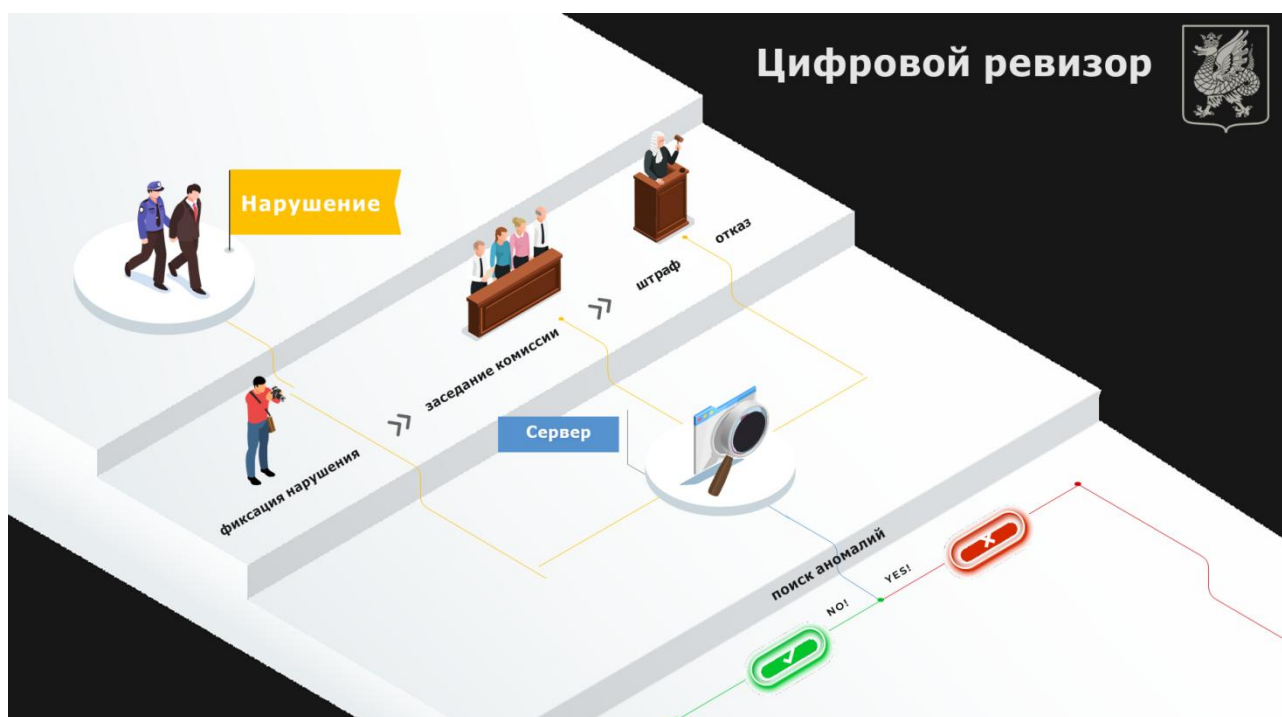 Цифровой ревизор
Нарушение
фиксация нарушения
заседание комиссии
штраф
отказ
Сервер
поиск аномалий
NO!
YES!